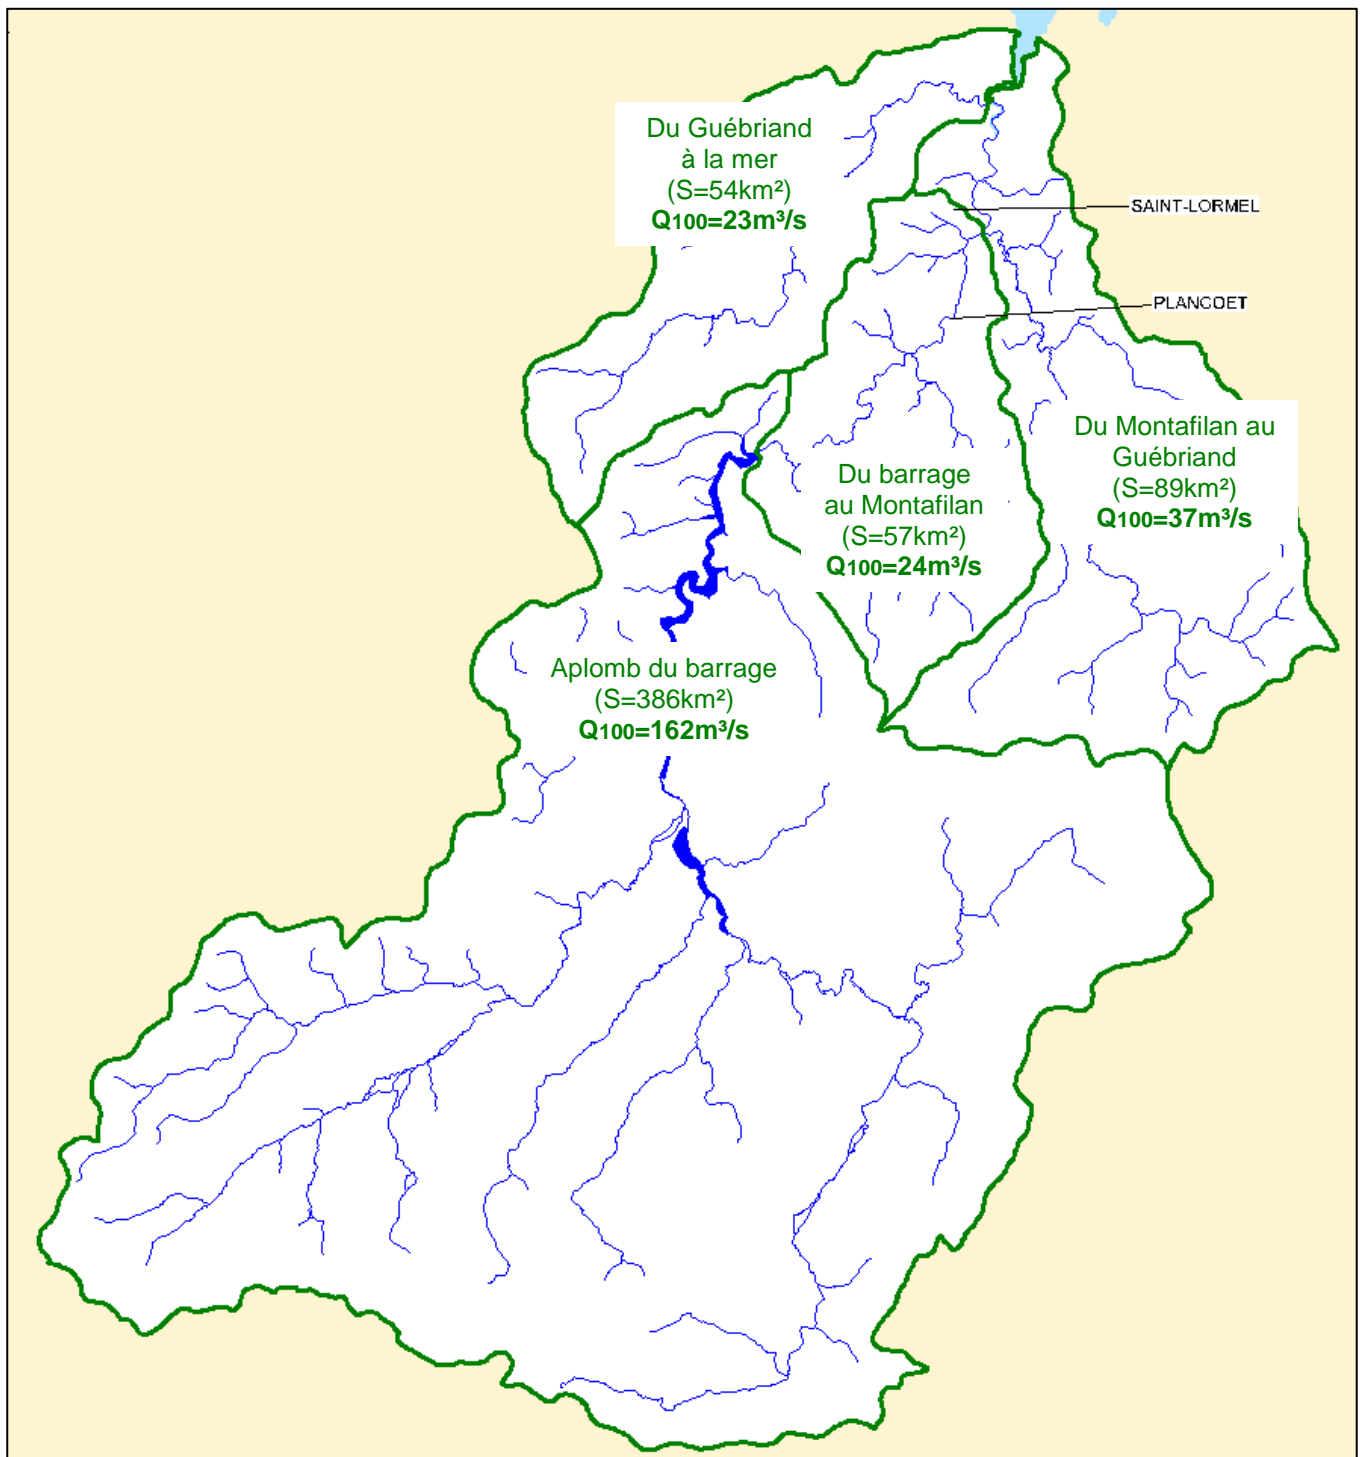 Du Guébriand
à la mer
(S=54km²)
Q100=23m³/s
SAINT-LORMEL
PLANCOET
Du Montafilan au
Guébriand
(S=89km²)
Q100=37m³/s
Du barrage
au Montafilan
(S=57km²)
Q100=24m³/s
Aplomb du barrage
(S=386km²)
Q100=162m³/s